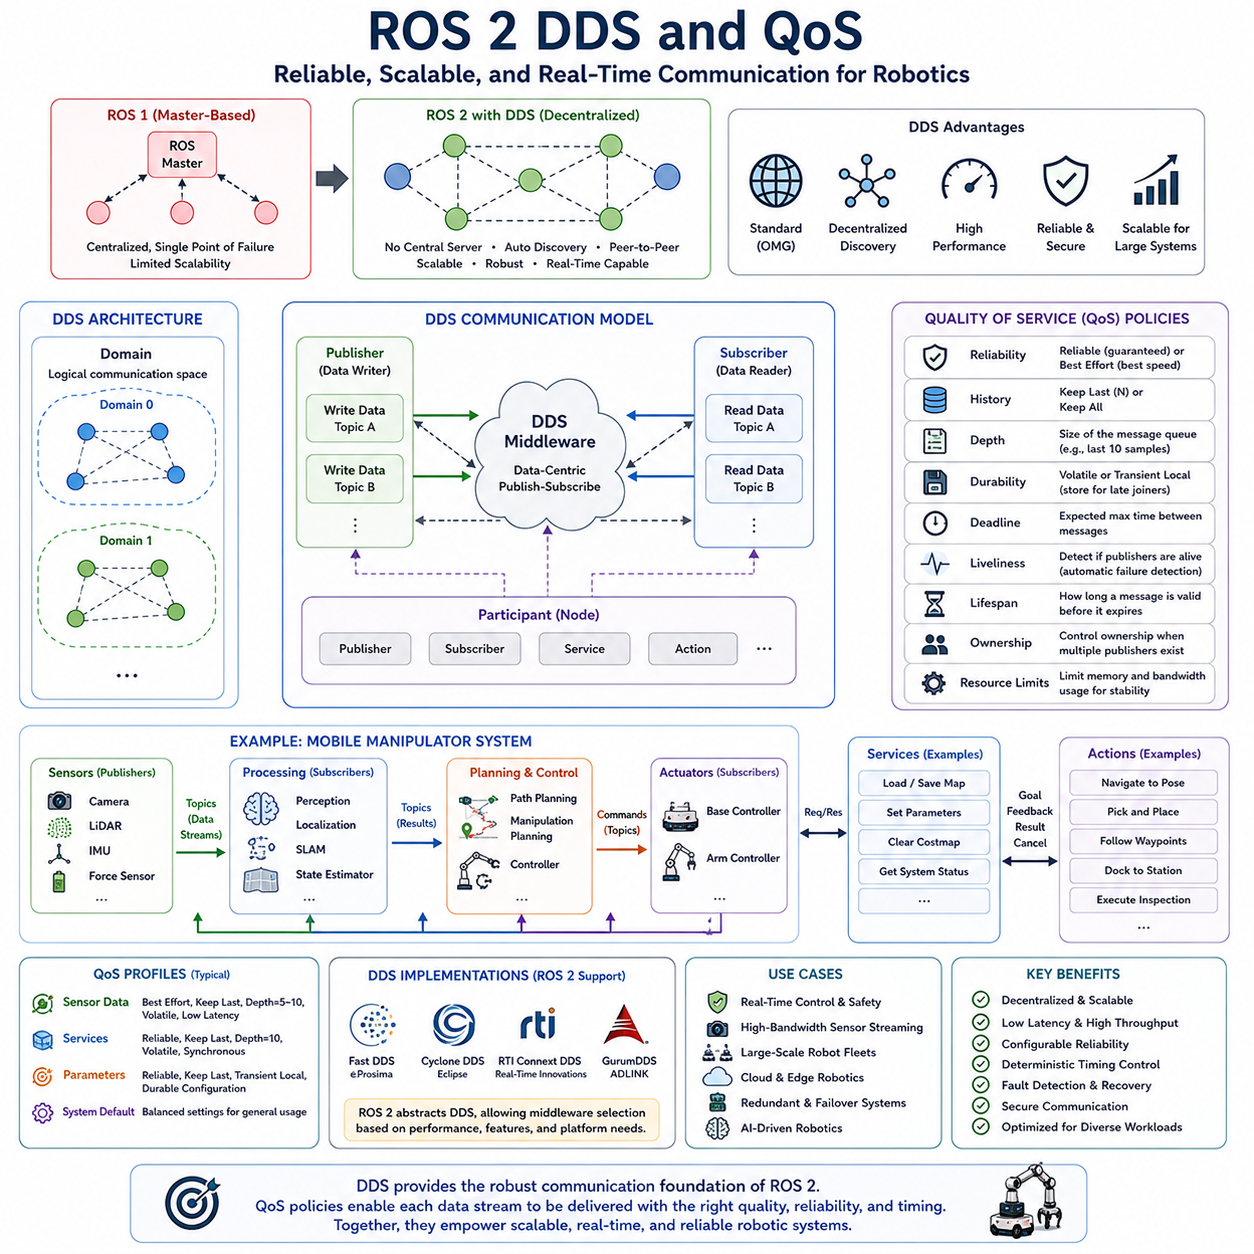 ROS 2 DDS and QoS
Reliable, Scalable, and Real-Time Communication for Robotics
ROS 1 (Master-Based)
ROS
Master
Centralized, Single Point of Failure
Limited Scalability
ROS 2 with DDS (Decentralized)
No Central Server • Auto Discovery • Peer-to-Peer
Scalable • Robust • Real-Time Capable
DDS Advantages
Standard
(OMG)
Decentralized
Discovery
High
Performance
Reliable &
Secure
Scalable for
Large Systems
DDS ARCHITECTURE
Domain
Logical communication space
Domain 0
Domain 1
...
DDS COMMUNICATION MODEL
Publisher
(Data Writer)
Write Data
Topic A
Write Data
Topic B
⋮
DDS
Middleware
Data-Centric
Publish-Subscribe
Subscriber
(Data Reader)
Read Data
Topic A
Read Data
Topic B
⋮
Participant (Node)
Publisher
Subscriber
Service
Action
...
QUALITY OF SERVICE (QoS) POLICIES
Reliability
Reliable (guaranteed) or
Best Effort (best speed)
History
Keep Last (N) or
Keep All
Depth
Size of the message queue
(e.g., last 10 samples)
Durability
Volatile or Transient Local
(store for late joiners)
Deadline
Expected max time between
messages
Liveliness
Detect if publishers are alive
(automatic failure detection)
Lifespan
How long a message is valid
before it expires
Ownership
Control ownership when
multiple publishers exist
Resource Limits
Limit memory and bandwidth
usage for stability
EXAMPLE: MOBILE MANIPULATOR SYSTEM
Sensors (Publishers)
Camera
LiDAR
IMU
Force Sensor
...
Topics
(Data
Streams)
Processing (Subscribers)
Perception
Localization
SLAM
State Estimator
...
Topics
(Results)
Planning & Control
Path Planning
Manipulation
Planning
Controller
...
Commands
(Topics)
Actuators (Subscribers)
Base Controller
Arm Controller
...
Req/Res
Services (Examples)
Load / Save Map
Set Parameters
Clear Costmap
Get System Status
...
Goal
Feedback
Result
Cancel
Actions (Examples)
Navigate to Pose
Pick and Place
Follow Waypoints
Dock to Station
Execute Inspection
...
QoS PROFILES (Typical)
Sensor Data
Best Effort, Keep Last, Depth=5–10,
Volatile, Low Latency
Services
Reliable, Keep Last, Depth=10,
Volatile, Synchronous
Parameters
Reliable, Keep Last, Transient Local,
Durable Configuration
System Default
Balanced settings for general usage
DDS IMPLEMENTATIONS (ROS 2 Support)
Fast DDS
eProsima
Cyclone DDS
Eclipse
rti
RTI Connext DDS
Real-Time Innovations
GurumDDS
ADLINK
ROS 2 abstracts DDS, allowing middleware selection
based on performance, features, and platform needs.
USE CASES
Real-Time Control & Safety
High-Bandwidth Sensor Streaming
Large-Scale Robot Fleets
Cloud & Edge Robotics
Redundant & Failover Systems
AI-Driven Robotics
KEY BENEFITS
Decentralized & Scalable
Low Latency & High Throughput
Configurable Reliability
Deterministic Timing Control
Fault Detection & Recovery
Secure Communication
Optimized for Diverse Workloads
DDS provides the robust communication foundation of ROS 2.
QoS policies enable each data stream to be delivered with the right quality, reliability, and timing.
Together, they empower scalable, real-time, and reliable robotic systems.